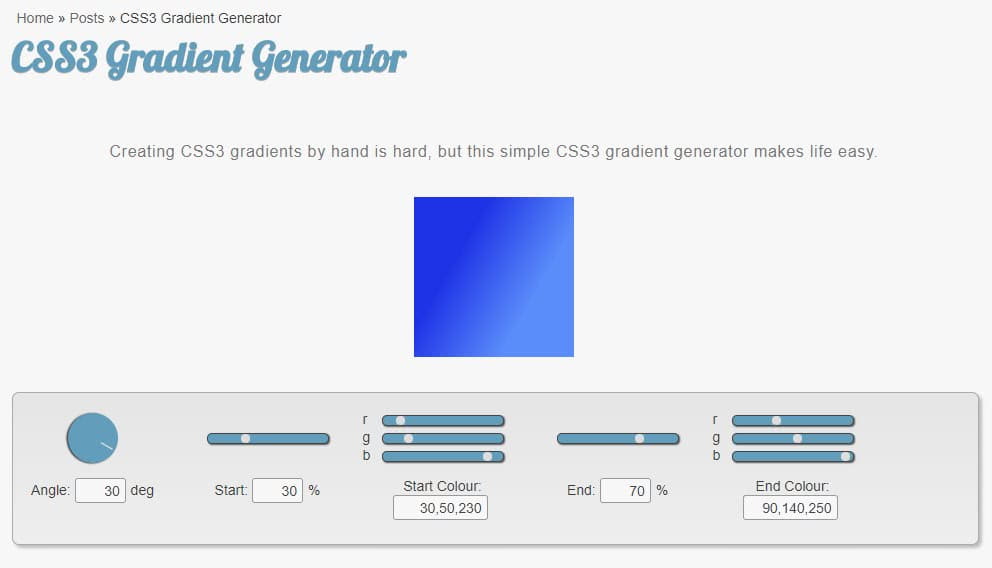 Home » Posts » CSS3 Gradient Generator
CSS3 Gradient Generator
Creating CSS3 gradients by hand is hard, but this simple CSS3 gradient generator makes life easy.
r
g
b
r
g
b
Angle: 30 deg
Start: 30 %
Start Colour:
30,50,230
End: 70 %
End Colour:
90,140,250